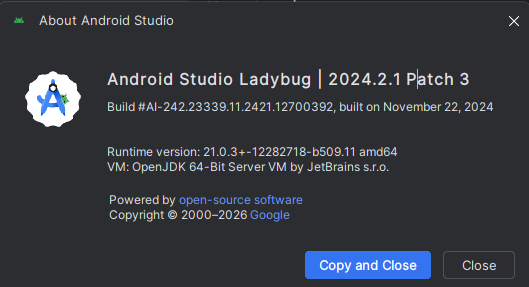 About Android Studio
Android Studio Ladybug | 2024.2.1 Patch 3
Build #AI-242.23339.11.2421.12700392, built on November 22, 2024
Runtime version: 21.0.3+-12282718-b509.11 amd64
VM: OpenJDK 64-Bit Server VM by JetBrains s.r.o.
Powered by open-source software
Copyright © 2000–2026 Google
Copy and Close
Close